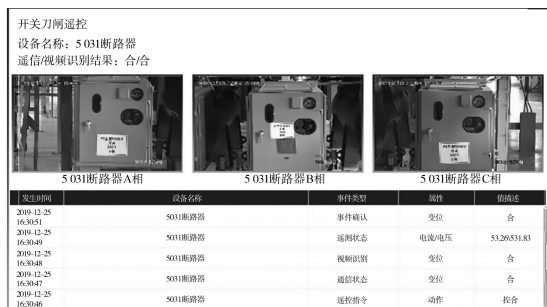 开关刀闸遥控
设备名称：5 031断路器
遥信/视频识别结果：合/合
5 031断路器A相 5 031断路器B相 5 031断路器C相
发生时间 设备名称 事件类型 属性 值描述
2019-12-25
16:30:51 5031断路器 事件确认 变位 合
2019-12-25
16:30:49 5031断路器 遥测状态 电流/电压 53.26\531.83
2019-12-25
16:30:48 5031断路器 视频识别 变位 合
2019-12-25
16:30:47 5031断路器 通信状态 变位 合
2019-12-25
16:30:46 5031断路器 遥控指令 动作 控合